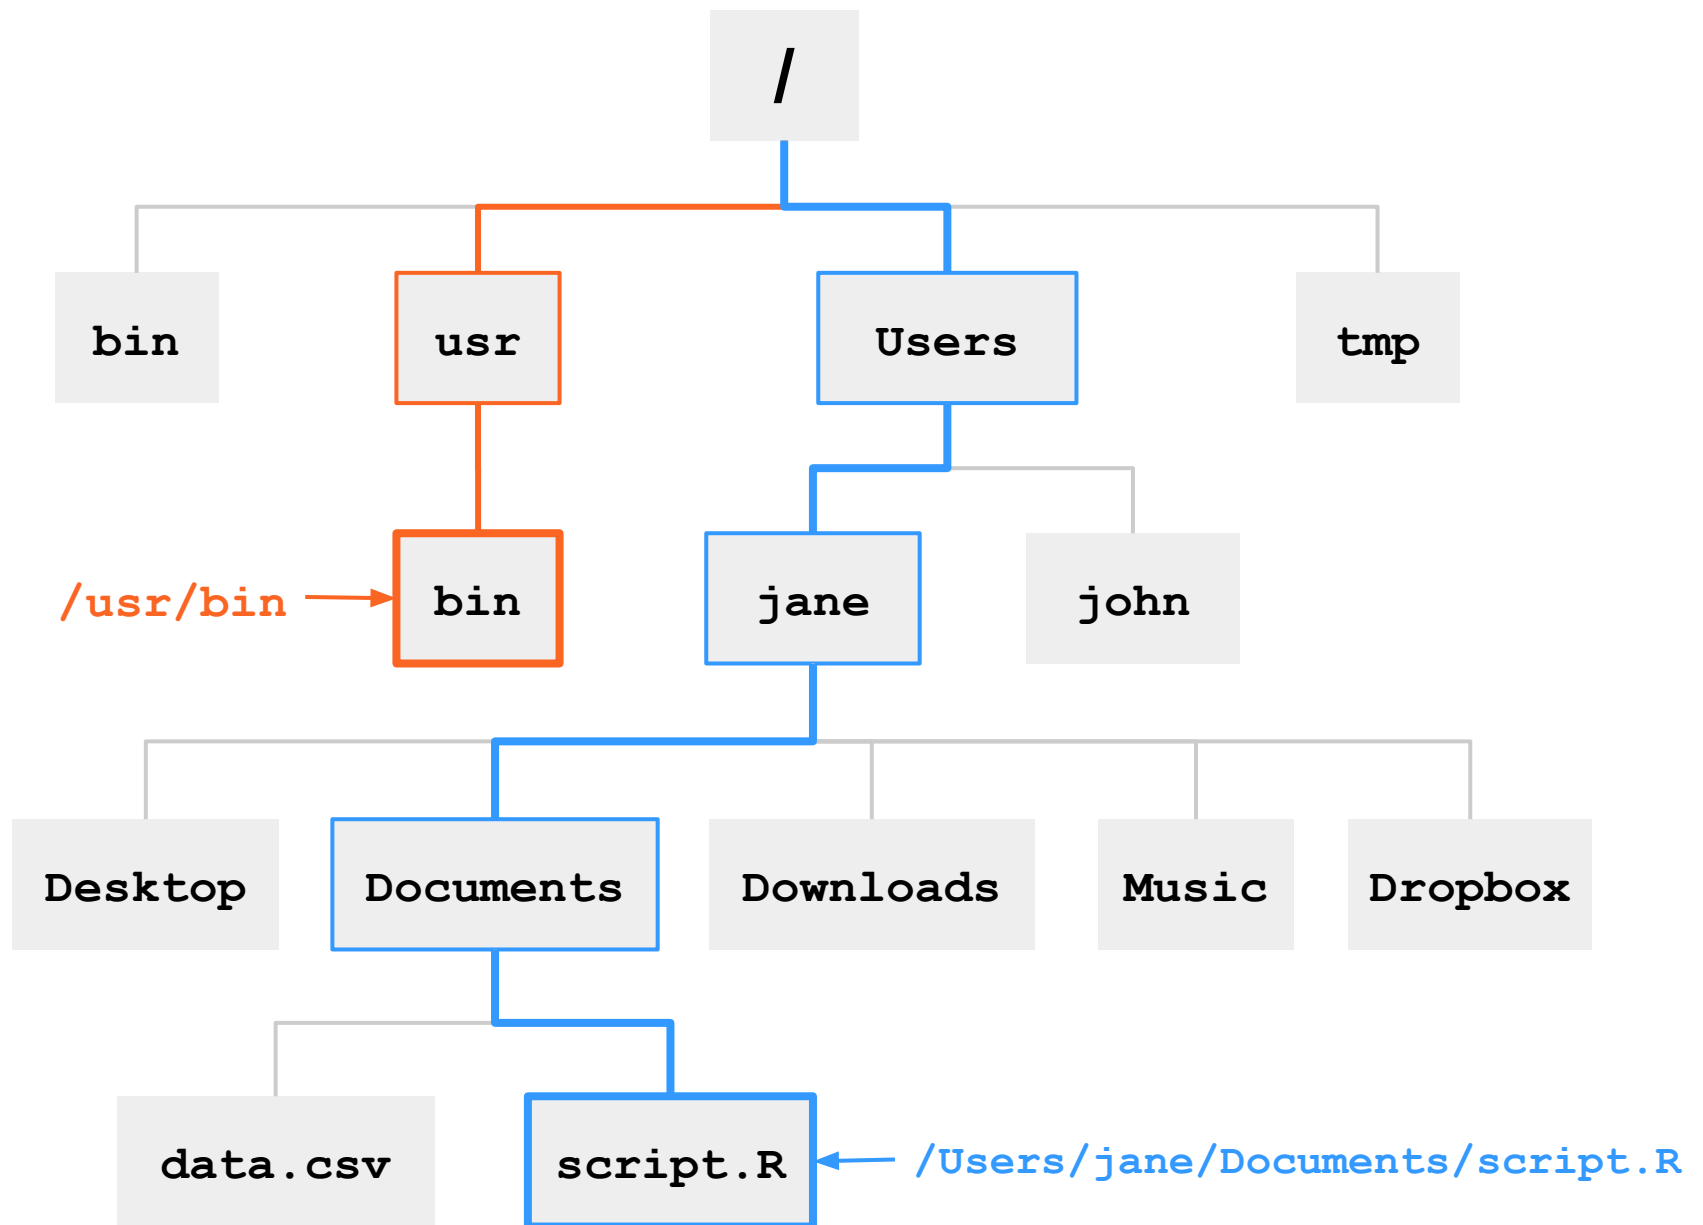 /
bin
usr
Users
tmp
/usr/bin
bin
jane
john
Desktop
Documents
Downloads
Music
Dropbox
data.csv
script.R
/Users/jane/Documents/script.R